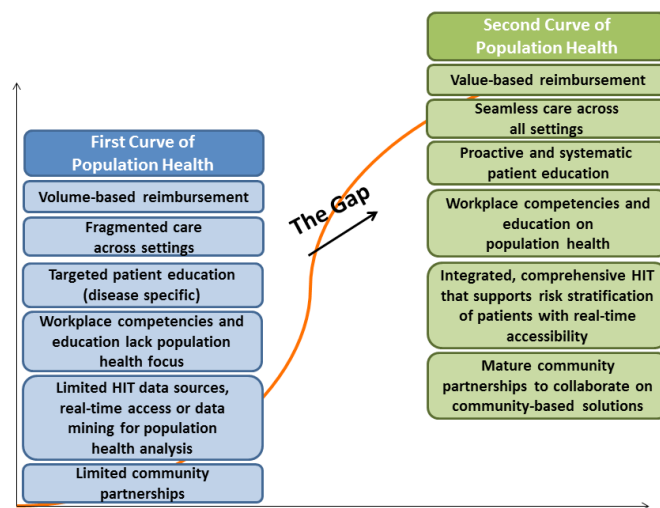 First Curve of
Population Health
Volume-based reimbursement
Fragmented care
across settings
Targeted patient education
(disease specific)
Workplace competencies and
education lack population
health focus
Limited HIT data sources,
real-time access or data
mining for population
health analysis
Limited community
partnerships
The Gap
Second Curve of
Population Health
Value-based reimbursement
Seamless care across
all settings
Proactive and systematic
patient education
Workplace competencies and
education on
population health
Integrated, comprehensive HIT
that supports risk stratification
of patients with real-time
accessibility
Mature community
partnerships to collaborate on
community-based solutions